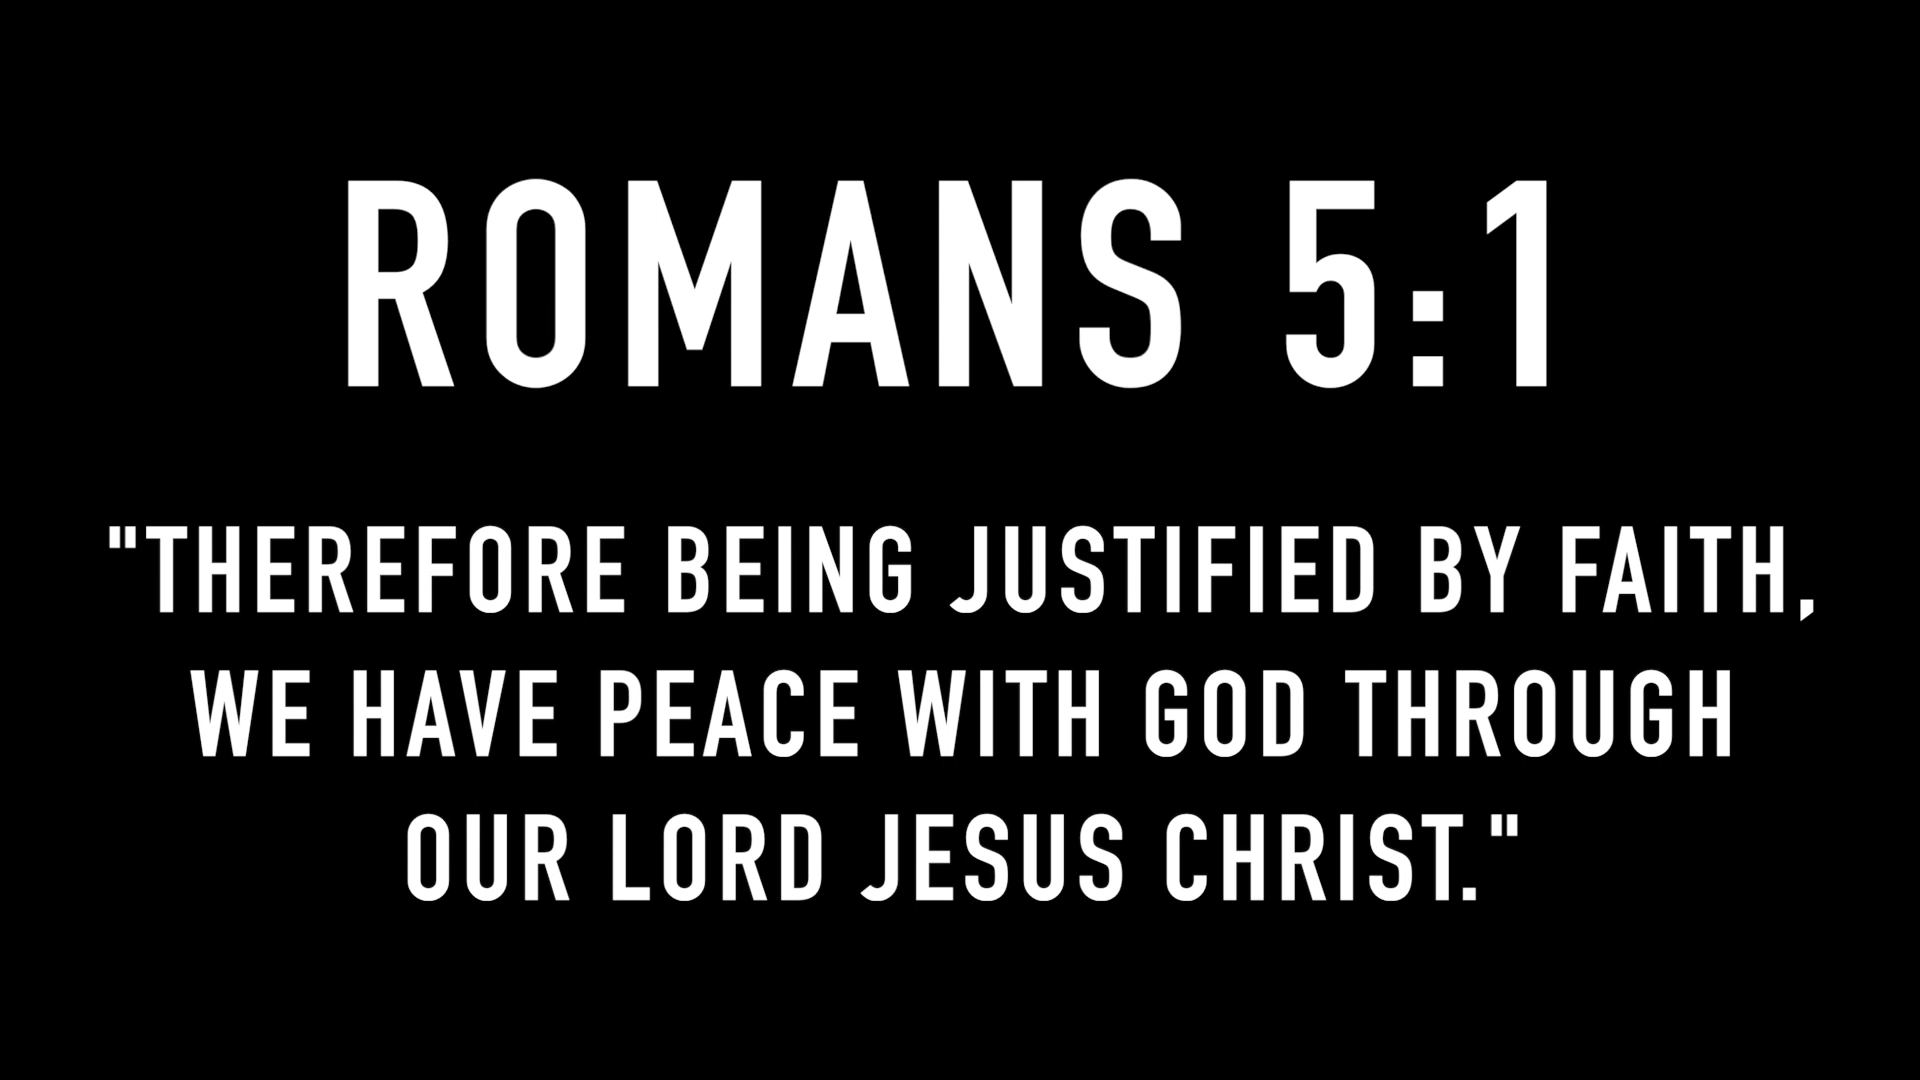 ROMANS 5:1
"THEREFORE BEING JUSTIFIED BY FAITH,
WE HAVE PEACE WITH GOD THROUGH
OUR LORD JESUS CHRIST."